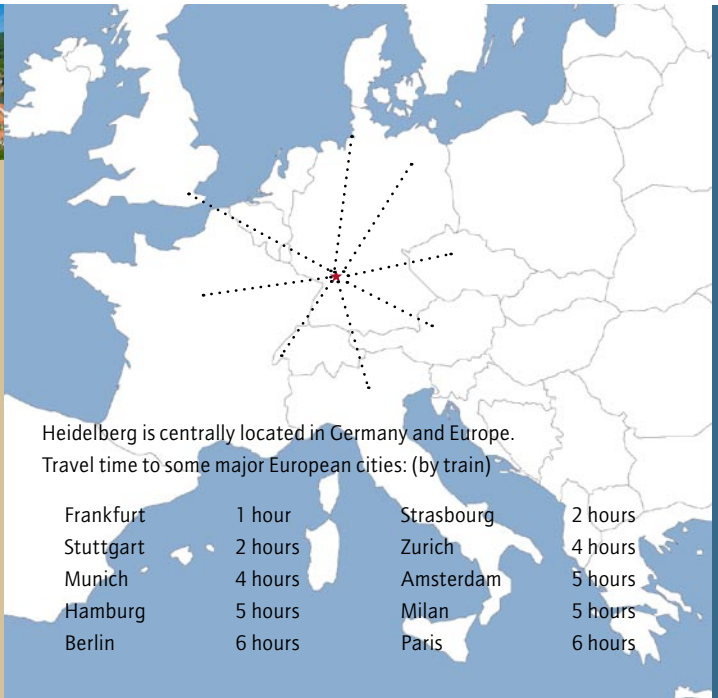 Heidelberg is centrally located in Germany and Europe.
Travel time to some major European cities: (by train)
Frankfurt 1 hour Strasbourg 2 hours
Stuttgart 2 hours Zurich 4 hours
Munich 4 hours Amsterdam 5 hours
Hamburg 5 hours Milan 5 hours
Berlin 6 hours Paris 6 hours